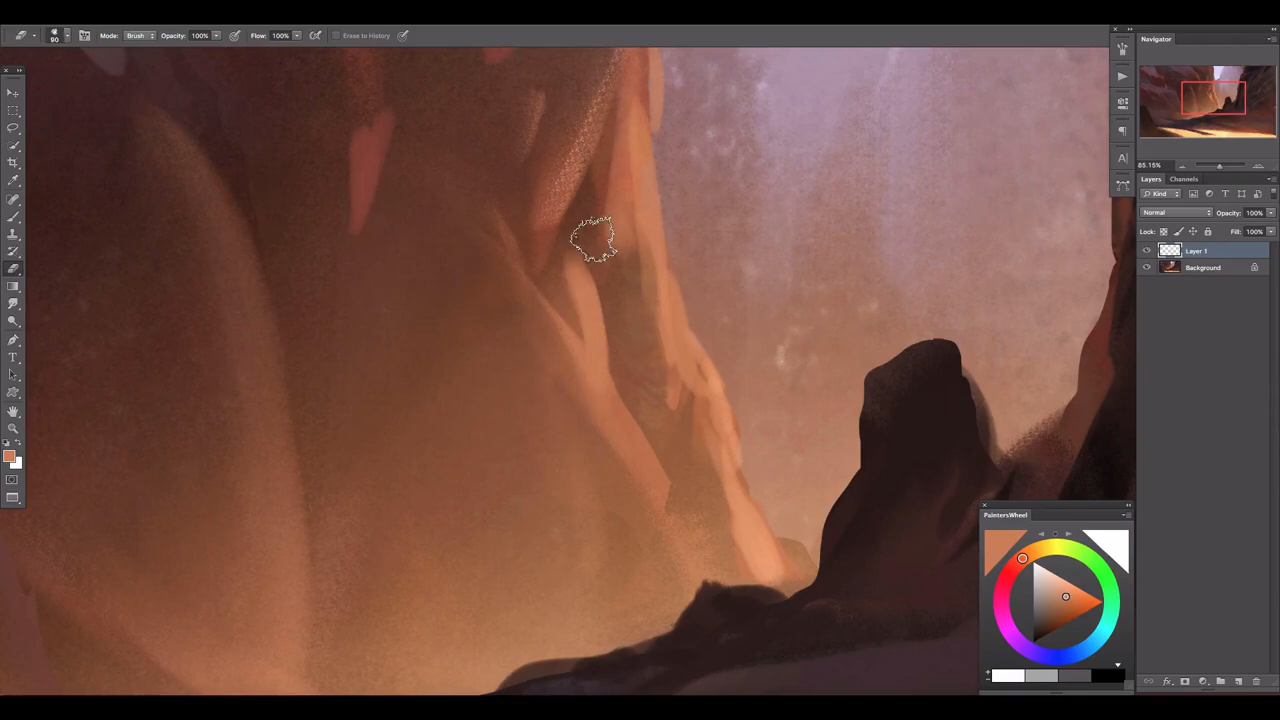 90
Mode: Brush
Opacity: 100%
Flow: 100%
Erase to History
Navigator
85.15%
Layers Channels
Kind
Normal
Opacity: 100%
Lock:
Fill: 100%
Layer 1
Background
PaintersWheel